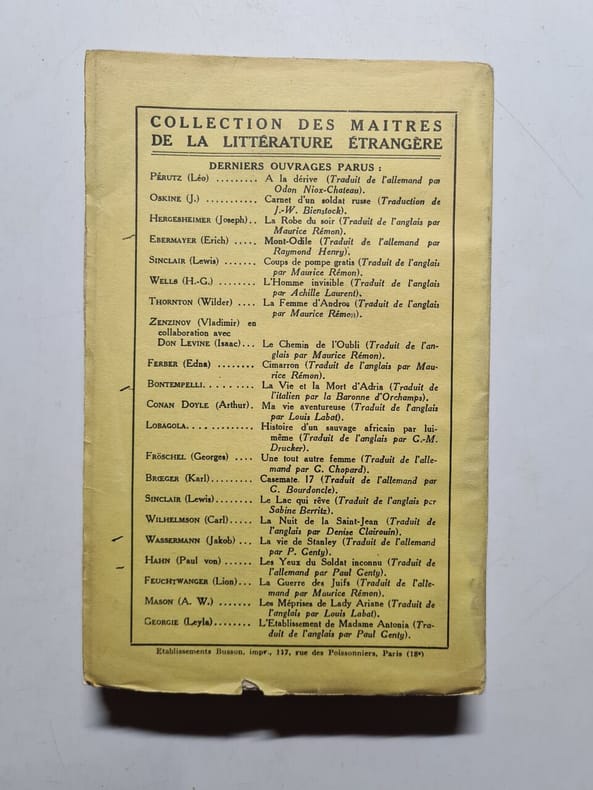 COLLECTION DES MAITRES
DE LA LITTÉRATURE ÉTRANGÈRE
DERNIERS OUVRAGES PARUS :
PÉRUTZ (Léo) ......... A la dérive (Traduit de l'allemand par
Odon Niox-Chateau).
OSKINE (J.) ........... Carnet d'un soldat russe (Traduction de
J.-W. Bienstock).
HERGESHEIMER (Joseph).. La Robe du soir (Traduit de l'anglais par
Maurice Rémon).
EBERMAYER (Erich) ..... Mont-Odile (Traduit de l'allemand par
Raymond Henry).
SINCLAIR (Lewis) ....... Coups de pompe gratis (Traduit de l'anglais
par Maurice Rémon).
WELLS (H.-G.) ........ L'Homme invisible (Traduit de l'anglais
par Achille Laurent).
THORNTON (Wilder) .... La Femme d'Andros (Traduit de l'anglais
par Maurice Rémon).
ZENZINOV (Vladimir) en
collaboration avec
DON LEVINE (Isaac)... Le Chemin de l'Oubli (Traduit de l'an-
glais par Maurice Rémon).
FERBER (Edna) ........ Cimarron (Traduit de l'anglais par Mau-
rice Rémon).
BONTEMPELLI.......... La Vie et la Mort d'Adria (Traduit de
l'italien par la Baronne d'Orchamps).
CONAN DOYLE (Arthur). Ma vie aventureuse (Traduit de l'anglais
par Louis Labat).
LOBAGOLA............. Histoire d'un sauvage africain par lui-
même (Traduit de l'anglais par G.-M.
Drucker).
FRÖSCHEL (Georges) .... Une tout autre femme (Traduit de l'alle-
mand par G. Chopard).
BRŒGER (Karl)......... Casemate 17 (Traduit de l'allemand par
G. Bourdoncle).
SINCLAIR (Lewis)....... Le Lac qui rêve (Traduit de l'anglais par
Sabine Berritz).
WILHELMSON (Carl)..... La Nuit de la Saint-Jean (Traduit de
l'anglais par Denise Clairouin).
WASSERMANN (Jakob) ... La vie de Stanley (Traduit de l'allemand
par P. Genty).
HAHN (Paul von) ...... Les Yeux du Soldat inconnu (Traduit de
l'allemand par Paul Genty).
FEUCHTWANGER (Lion)... La Guerre des Juifs (Traduit de l'alle-
mand par Maurice Rémon).
MASON (A. W.) ....... Les Méprises de Lady Ariane (Traduit de
l'anglais par Louis Labat).
GEORGIE (Leyla)........ L'Etablissement de Madame Antonia (Tra-
duit de l'anglais par Paul Genty).
Etablissements Busson, impr., 117, rue des Poissonniers, Paris (18e)